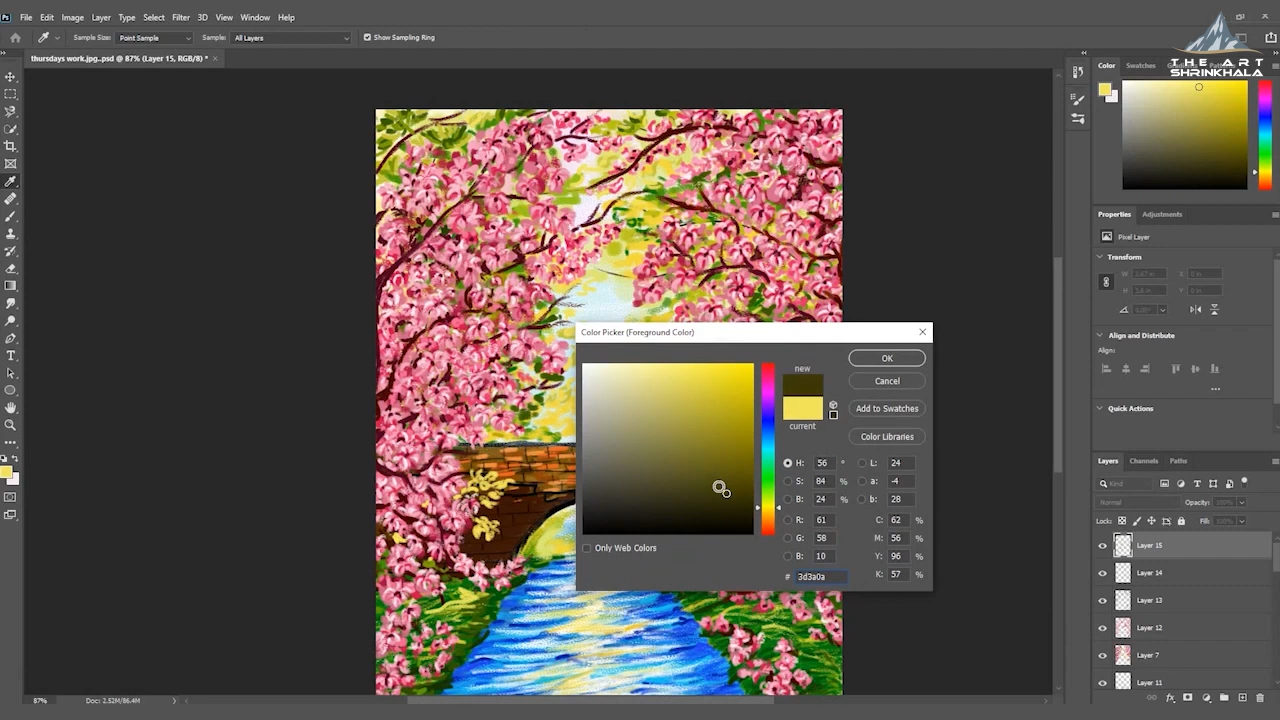 Ps File Edit Image Layer Type Select Filter 3D View Window Help
Sample Size: Point Sample Sample: All Layers Show Sampling Ring
thursdays work.jpg..psd @ 87% (Layer 15, RGB/8) * ×
THE ART
SHRINKHALA
Color Swatches
Properties Adjustments
Pixel Layer
Transform
W X
H Y
Align and Distribute
Align:
Quick Actions
Color Picker (Foreground Color)
new
current
OK
Cancel
Add to Swatches
Color Libraries
H: 56 ° L: 24
S: 84 % a: -4
B: 24 % b: 28
R: 61 C: 62 %
G: 58 M: 56 %
B: 10 Y: 96 %
# 3d3a0a K: 57 %
Only Web Colors
Layers Channels Paths
Kind
Normal Opacity: 100%
Lock: Fill:
Layer 15
Layer 14
Layer 13
Layer 12
Layer 7
Layer 11
87% Doc: 2.52M/86.4M